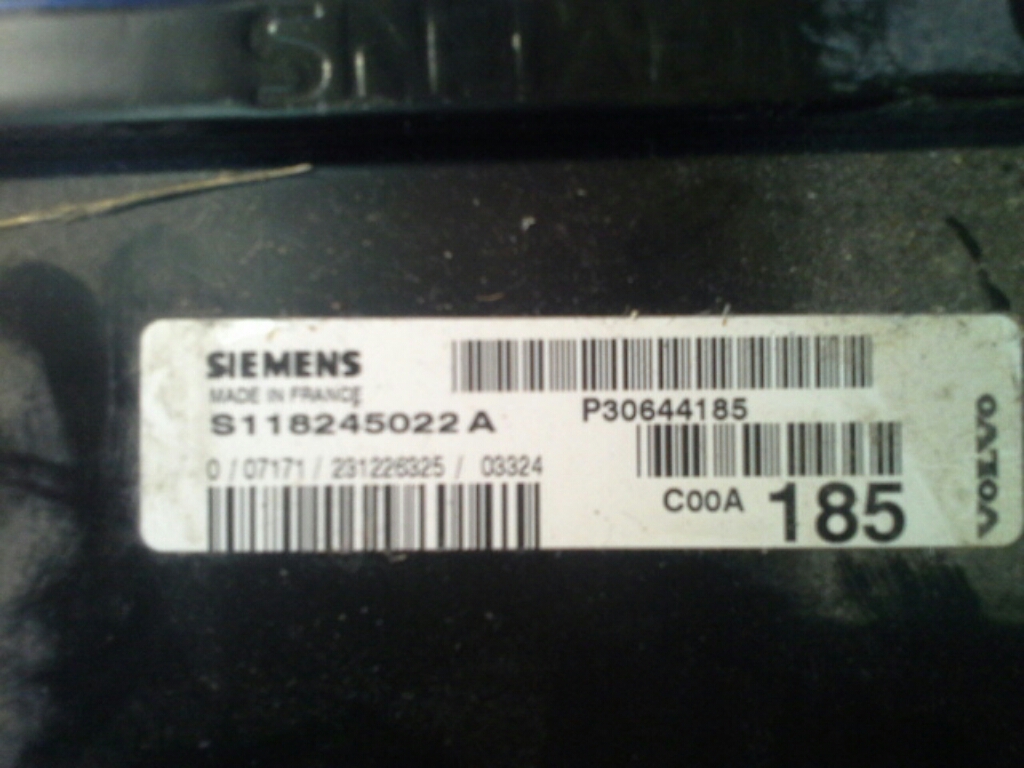 SIEMENS
MADE IN FRANCE
S118245022 A
P30644185
0 / 07171 / 231226325 / 03324
C00A 185
VOLVO